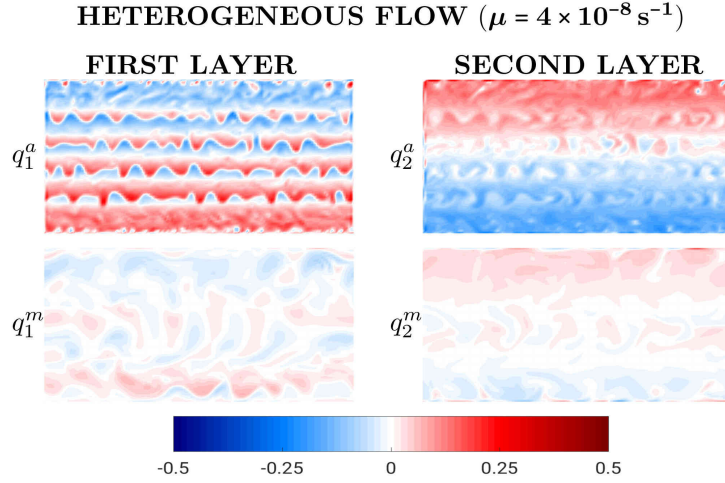 HETEROGENEOUS FLOW (μ = 4 × 10⁻⁸ s⁻¹)
FIRST LAYER SECOND LAYER
q₁ᵃ q₂ᵃ
q₁ᵐ q₂ᵐ
-0.5 -0.25 0 0.25 0.5